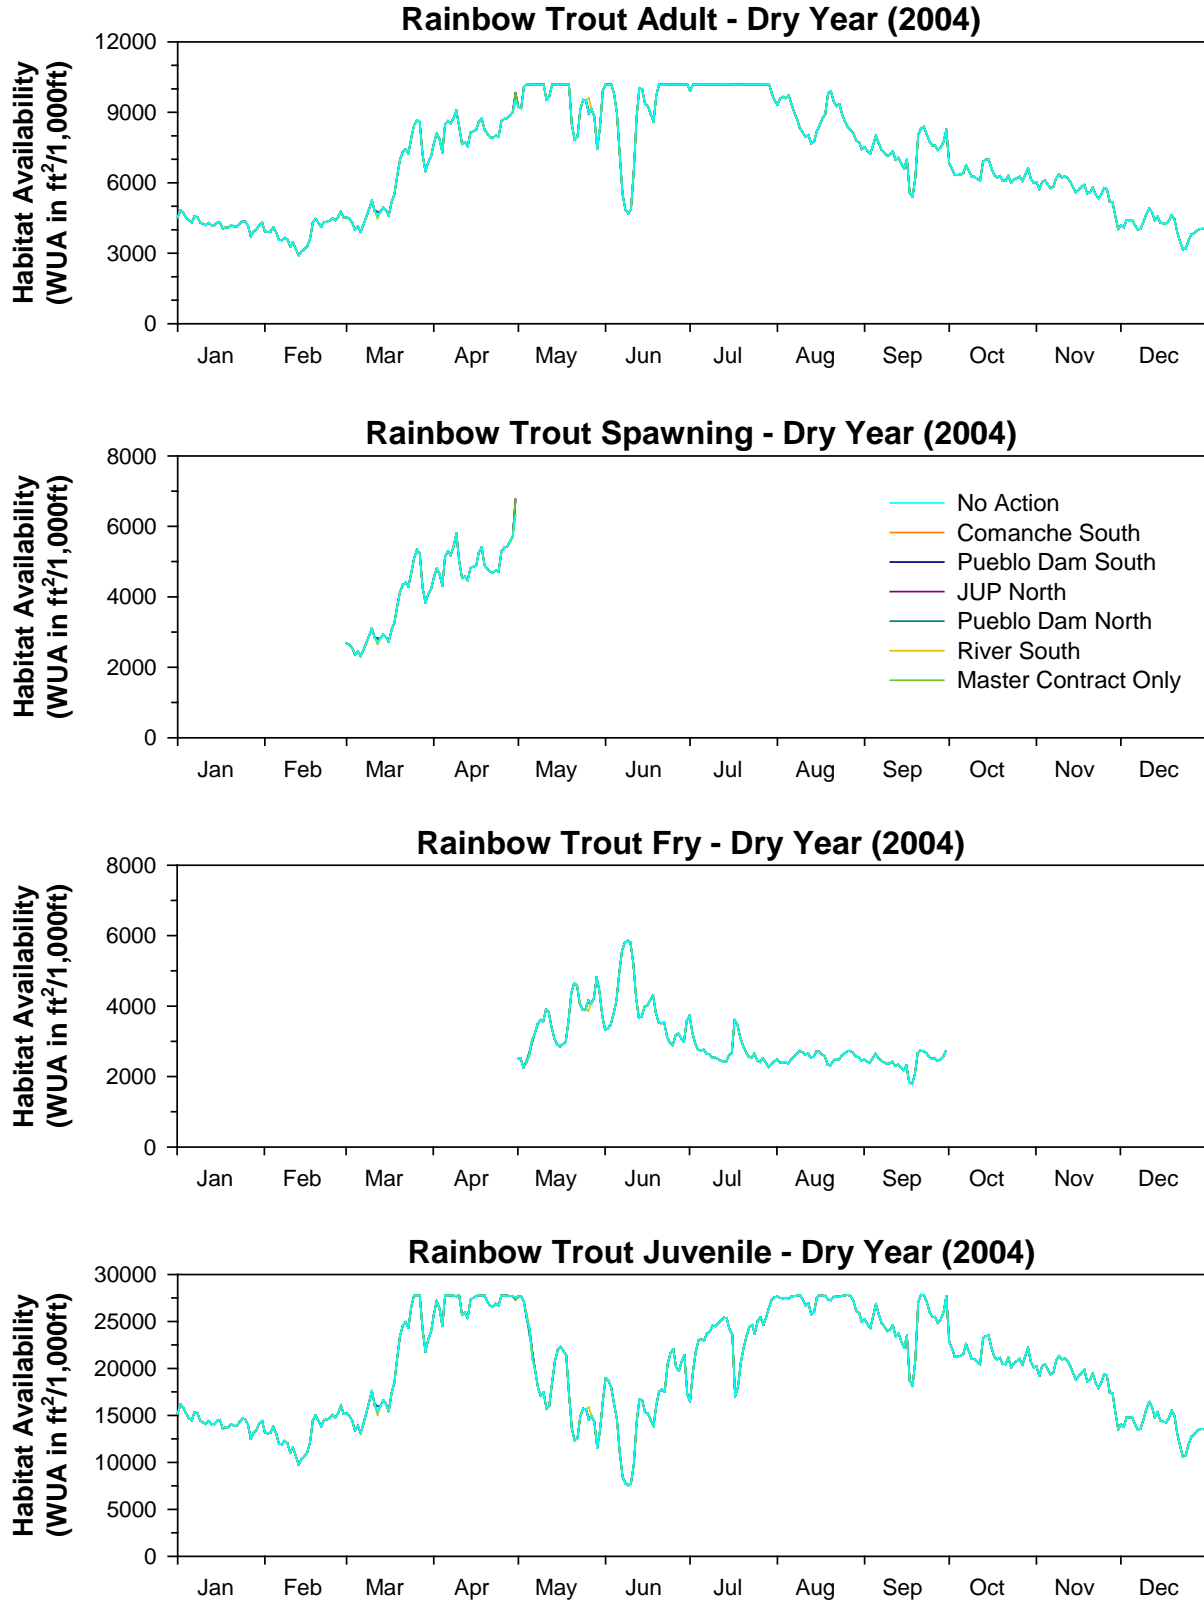 Rainbow Trout Adult - Dry Year (2004)
Habitat Availability
(WUA in ft²/1,000ft)
12000
9000
6000
3000
0
Jan Feb Mar Apr May Jun Jul Aug Sep Oct Nov Dec
Rainbow Trout Spawning - Dry Year (2004)
Habitat Availability
(WUA in ft²/1,000ft)
8000
6000
4000
2000
0
No Action
Comanche South
Pueblo Dam South
JUP North
Pueblo Dam North
River South
Master Contract Only
Jan Feb Mar Apr May Jun Jul Aug Sep Oct Nov Dec
Rainbow Trout Fry - Dry Year (2004)
Habitat Availability
(WUA in ft²/1,000ft)
8000
6000
4000
2000
0
Jan Feb Mar Apr May Jun Jul Aug Sep Oct Nov Dec
Rainbow Trout Juvenile - Dry Year (2004)
Habitat Availability
(WUA in ft²/1,000ft)
30000
25000
20000
15000
10000
5000
0
Jan Feb Mar Apr May Jun Jul Aug Sep Oct Nov Dec